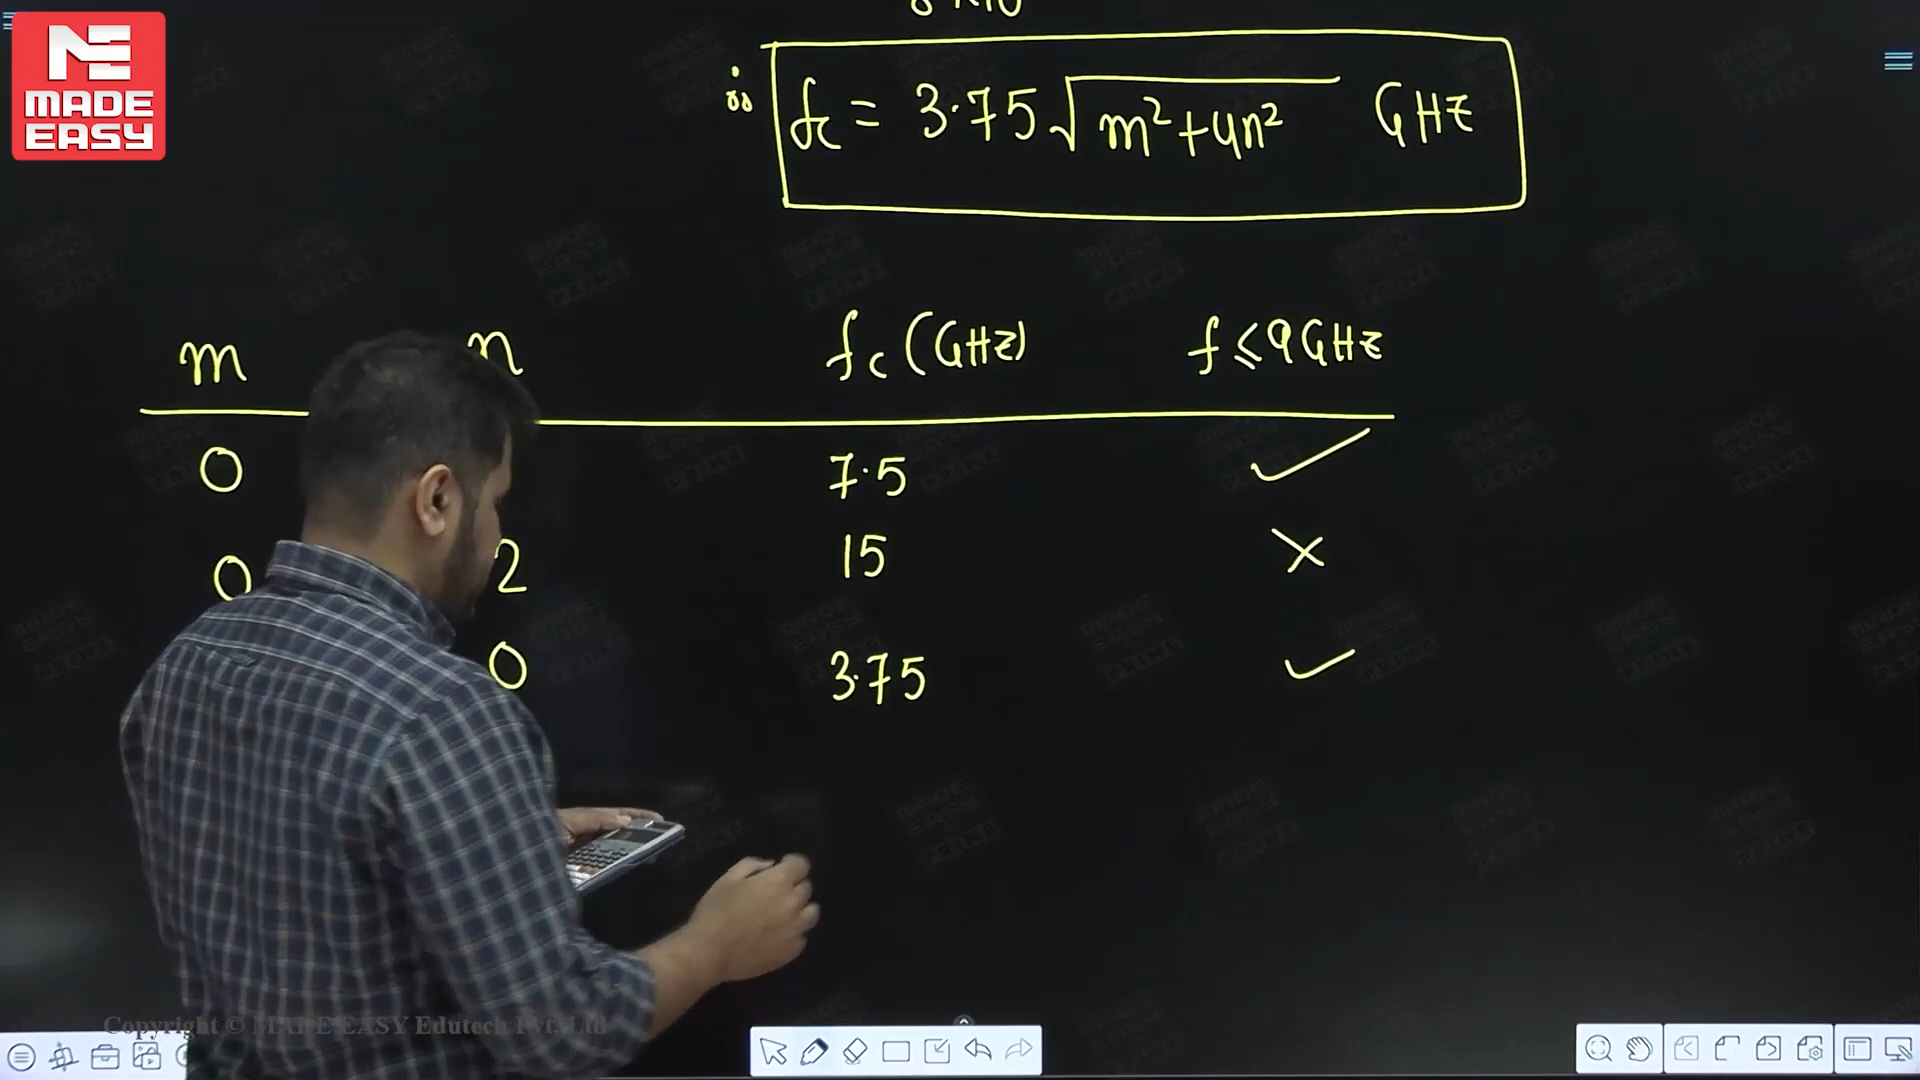 MADE
EASY
∴ fc = 3.75 √m²+4n² GHz
m n fc (GHz) f ≤ 9 GHz
0 7.5 ✓
0 2 15 ×
0 3.75 ✓
Copyright © MADE EASY Edutech Pvt. Ltd